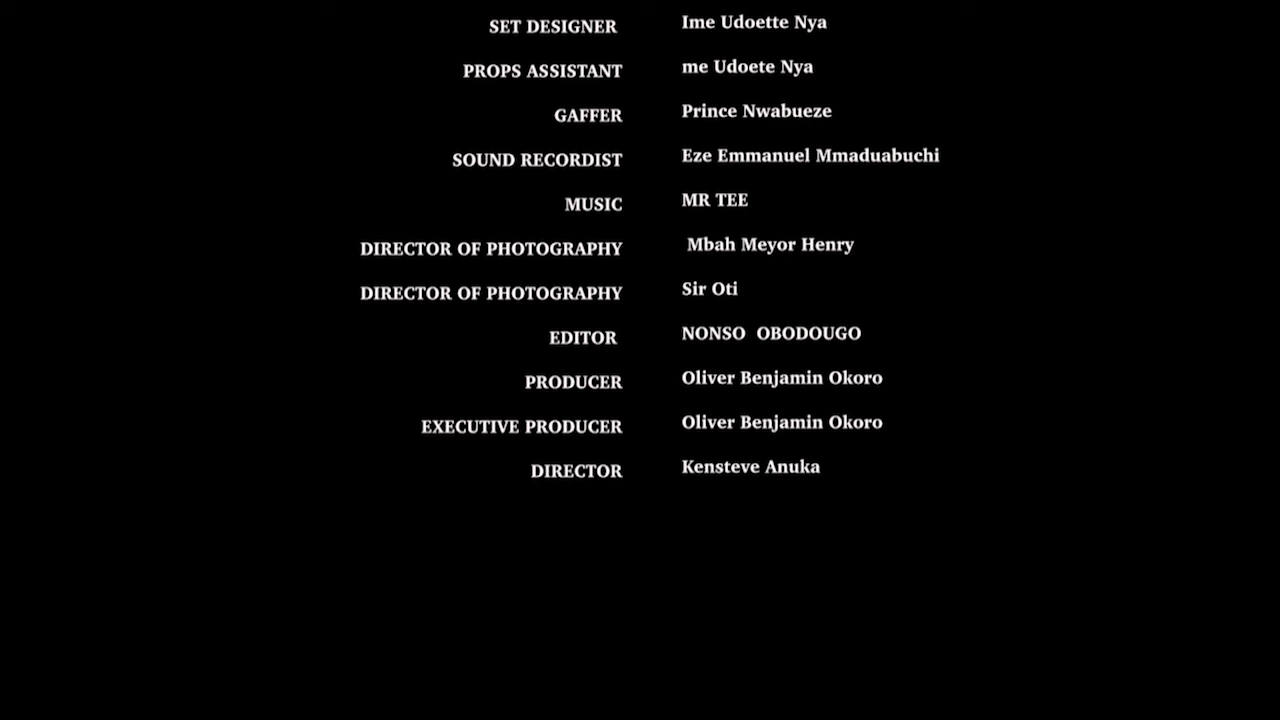 SET DESIGNER Ime Udoette Nya
PROPS ASSISTANT me Udoete Nya
GAFFER Prince Nwabueze
SOUND RECORDIST Eze Emmanuel Mmaduabuchi
MUSIC MR TEE
DIRECTOR OF PHOTOGRAPHY Mbah Meyor Henry
DIRECTOR OF PHOTOGRAPHY Sir Oti
EDITOR NONSO OBODOUGO
PRODUCER Oliver Benjamin Okoro
EXECUTIVE PRODUCER Oliver Benjamin Okoro
DIRECTOR Kensteve Anuka